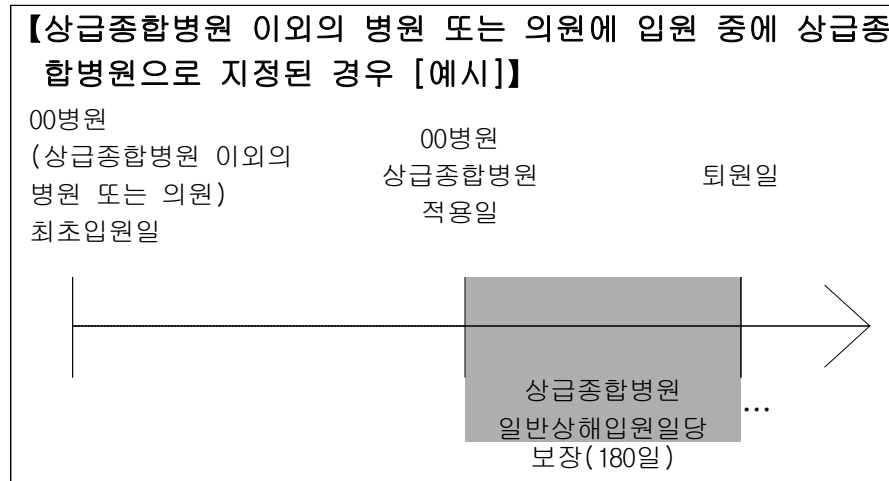 【상급종합병원 이외의 병원 또는 의원에 입원 중에 상급종
합병원으로 지정된 경우 [예시]】
00병원
(상급종합병원 이외의
병원 또는 의원)
최초입원일
00병원
상급종합병원
적용일
퇴원일
상급종합병원
일반상해입원일당
보장(180일)
…